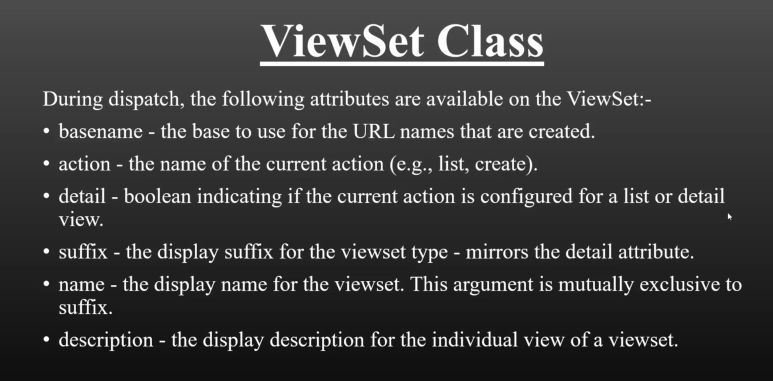 ViewSet Class
During dispatch, the following attributes are available on the ViewSet:-
• basename - the base to use for the URL names that are created.
• action - the name of the current action (e.g., list, create).
• detail - boolean indicating if the current action is configured for a list or detail
view.
• suffix - the display suffix for the viewset type - mirrors the detail attribute.
• name - the display name for the viewset. This argument is mutually exclusive to
suffix.
• description - the display description for the individual view of a viewset.